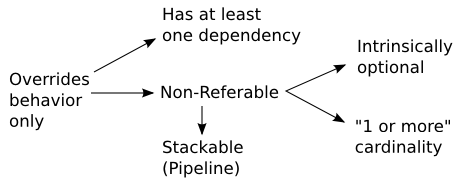 Has at least
one dependency
Overrides
behavior
only
Non-Referable
Intrinsically
optional
"1 or more"
cardinality
Stackable
(Pipeline)